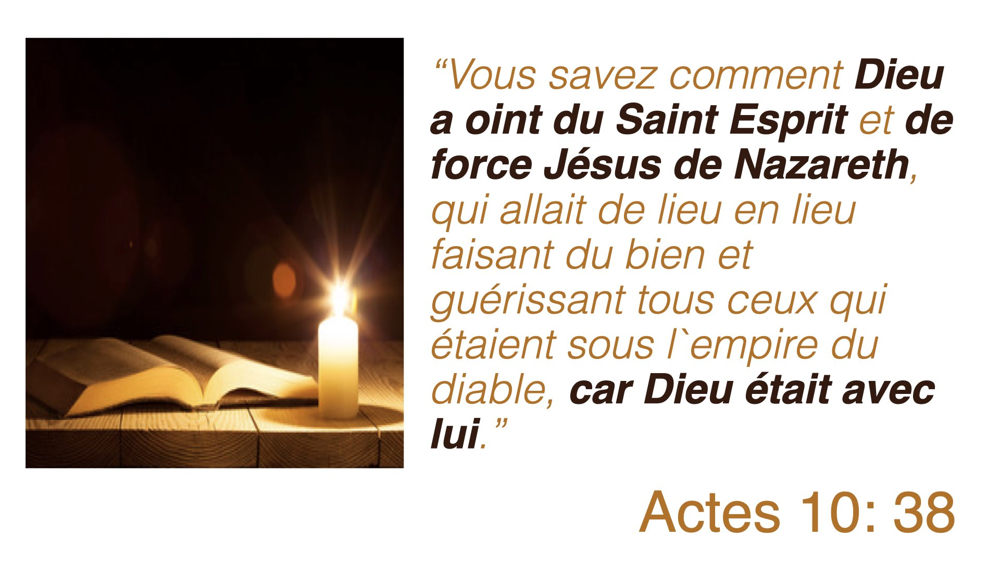 “Vous savez comment Dieu
a oint du Saint Esprit et de
force Jésus de Nazareth,
qui allait de lieu en lieu
faisant du bien et
guérissant tous ceux qui
étaient sous l`empire du
diable, car Dieu était avec
lui.”
Actes 10: 38